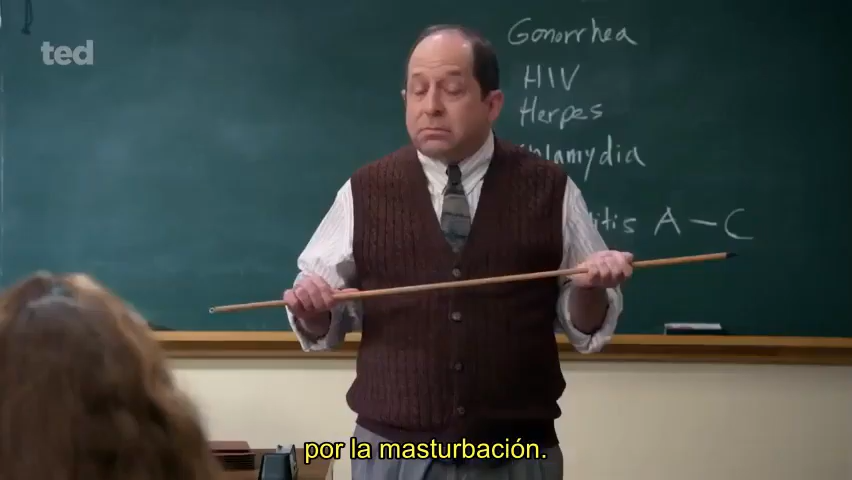 ted
Gonorrhea
HIV
Herpes
hlamydia
itis A-C
por la masturbación.